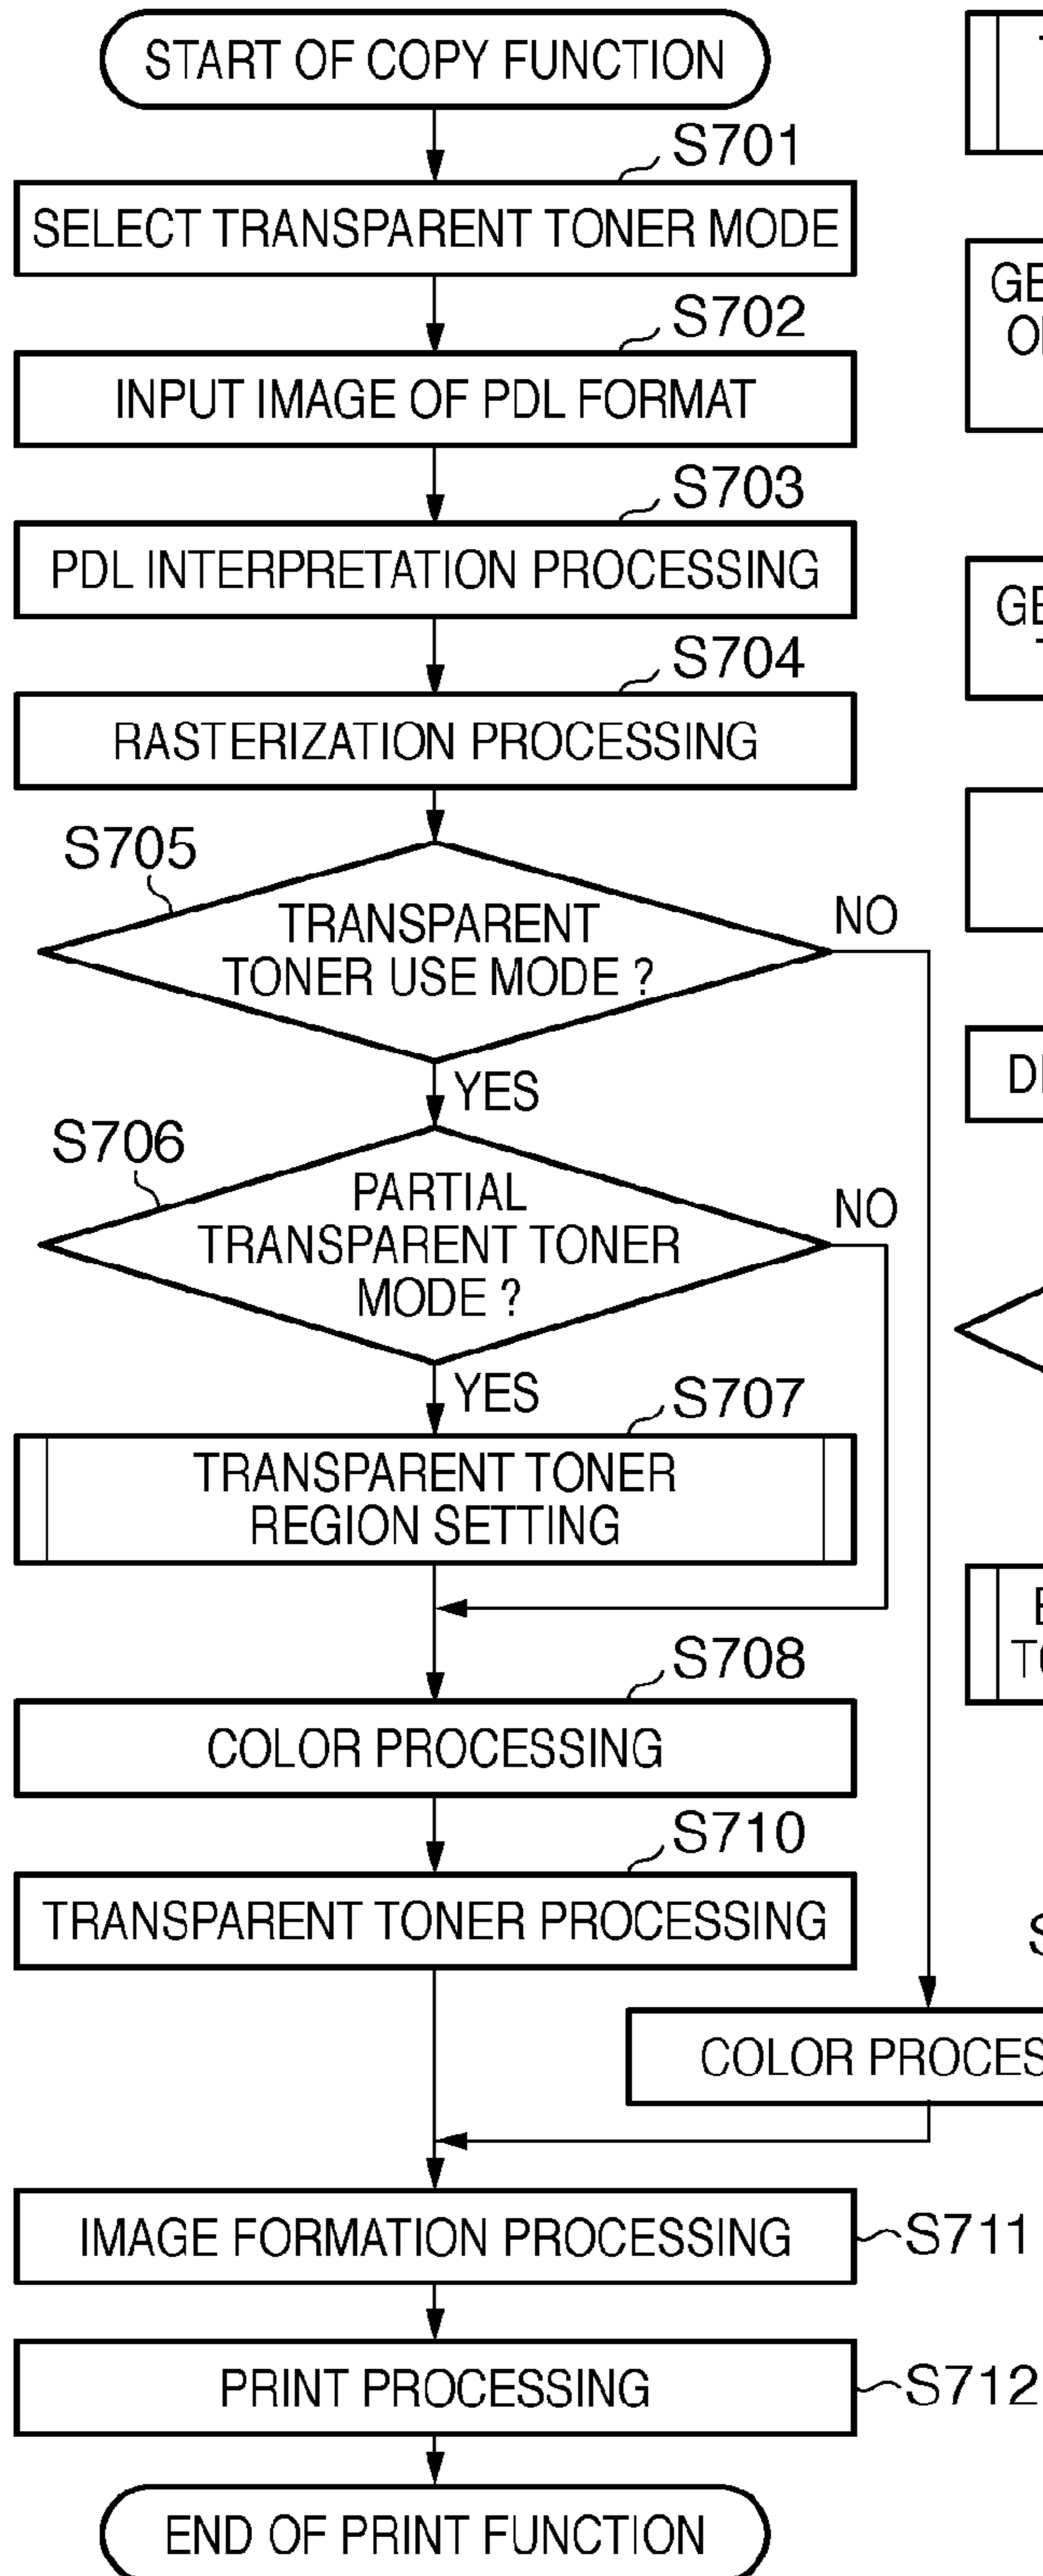 START OF COPY FUNCTION
S701
SELECT TRANSPARENT TONER MODE
S702
INPUT IMAGE OF PDL FORMAT
S703
PDL INTERPRETATION PROCESSING
S704
RASTERIZATION PROCESSING
S705
TRANSPARENT
TONER USE MODE ?
NO
YES
S706
PARTIAL
TRANSPARENT TONER
MODE ?
NO
YES
S707
TRANSPARENT TONER
REGION SETTING
S708
COLOR PROCESSING
S710
TRANSPARENT TONER PROCESSING
COLOR
IMAGE FORMATION PROCESSING
S711
PRINT PROCESSING
S712
END OF PRINT FUNCTION